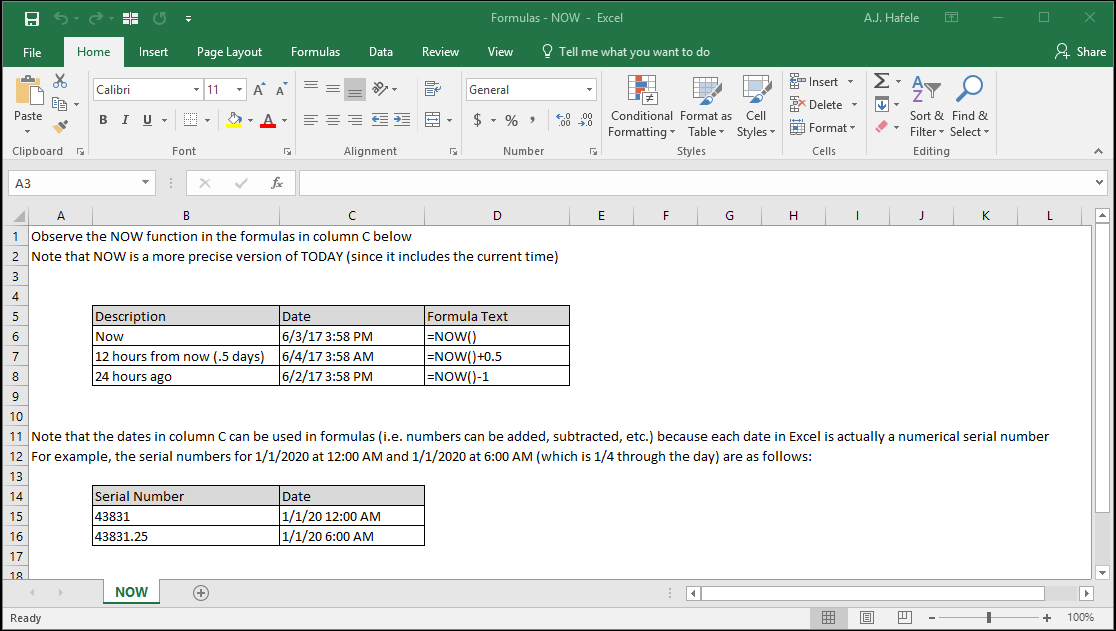 Formulas - NOW - Excel
A.J. Hafele
File Home Insert Page Layout Formulas Data Review View Tell me what you want to do Share
Paste
Calibri 11
General
Conditional Formatting
Format as Table
Cell Styles
Insert
Delete
Format
Sort & Filter
Find & Select
B I U A $ % ,
Clipboard Font Alignment Number Styles Cells Editing
A3 fx
A B C D E F G H I J K L
1 Observe the NOW function in the formulas in column C below
2 Note that NOW is a more precise version of TODAY (since it includes the current time)
3
4
5 Description Date Formula Text
6 Now 6/3/17 3:58 PM =NOW()
7 12 hours from now (.5 days) 6/4/17 3:58 AM =NOW()+0.5
8 24 hours ago 6/2/17 3:58 PM =NOW()-1
9
10
11 Note that the dates in column C can be used in formulas (i.e. numbers can be added, subtracted, etc.) because each date in Excel is actually a numerical serial number
12 For example, the serial numbers for 1/1/2020 at 12:00 AM and 1/1/2020 at 6:00 AM (which is 1/4 through the day) are as follows:
13
14 Serial Number Date
15 43831 1/1/20 12:00 AM
16 43831.25 1/1/20 6:00 AM
17
18
NOW
Ready 100%